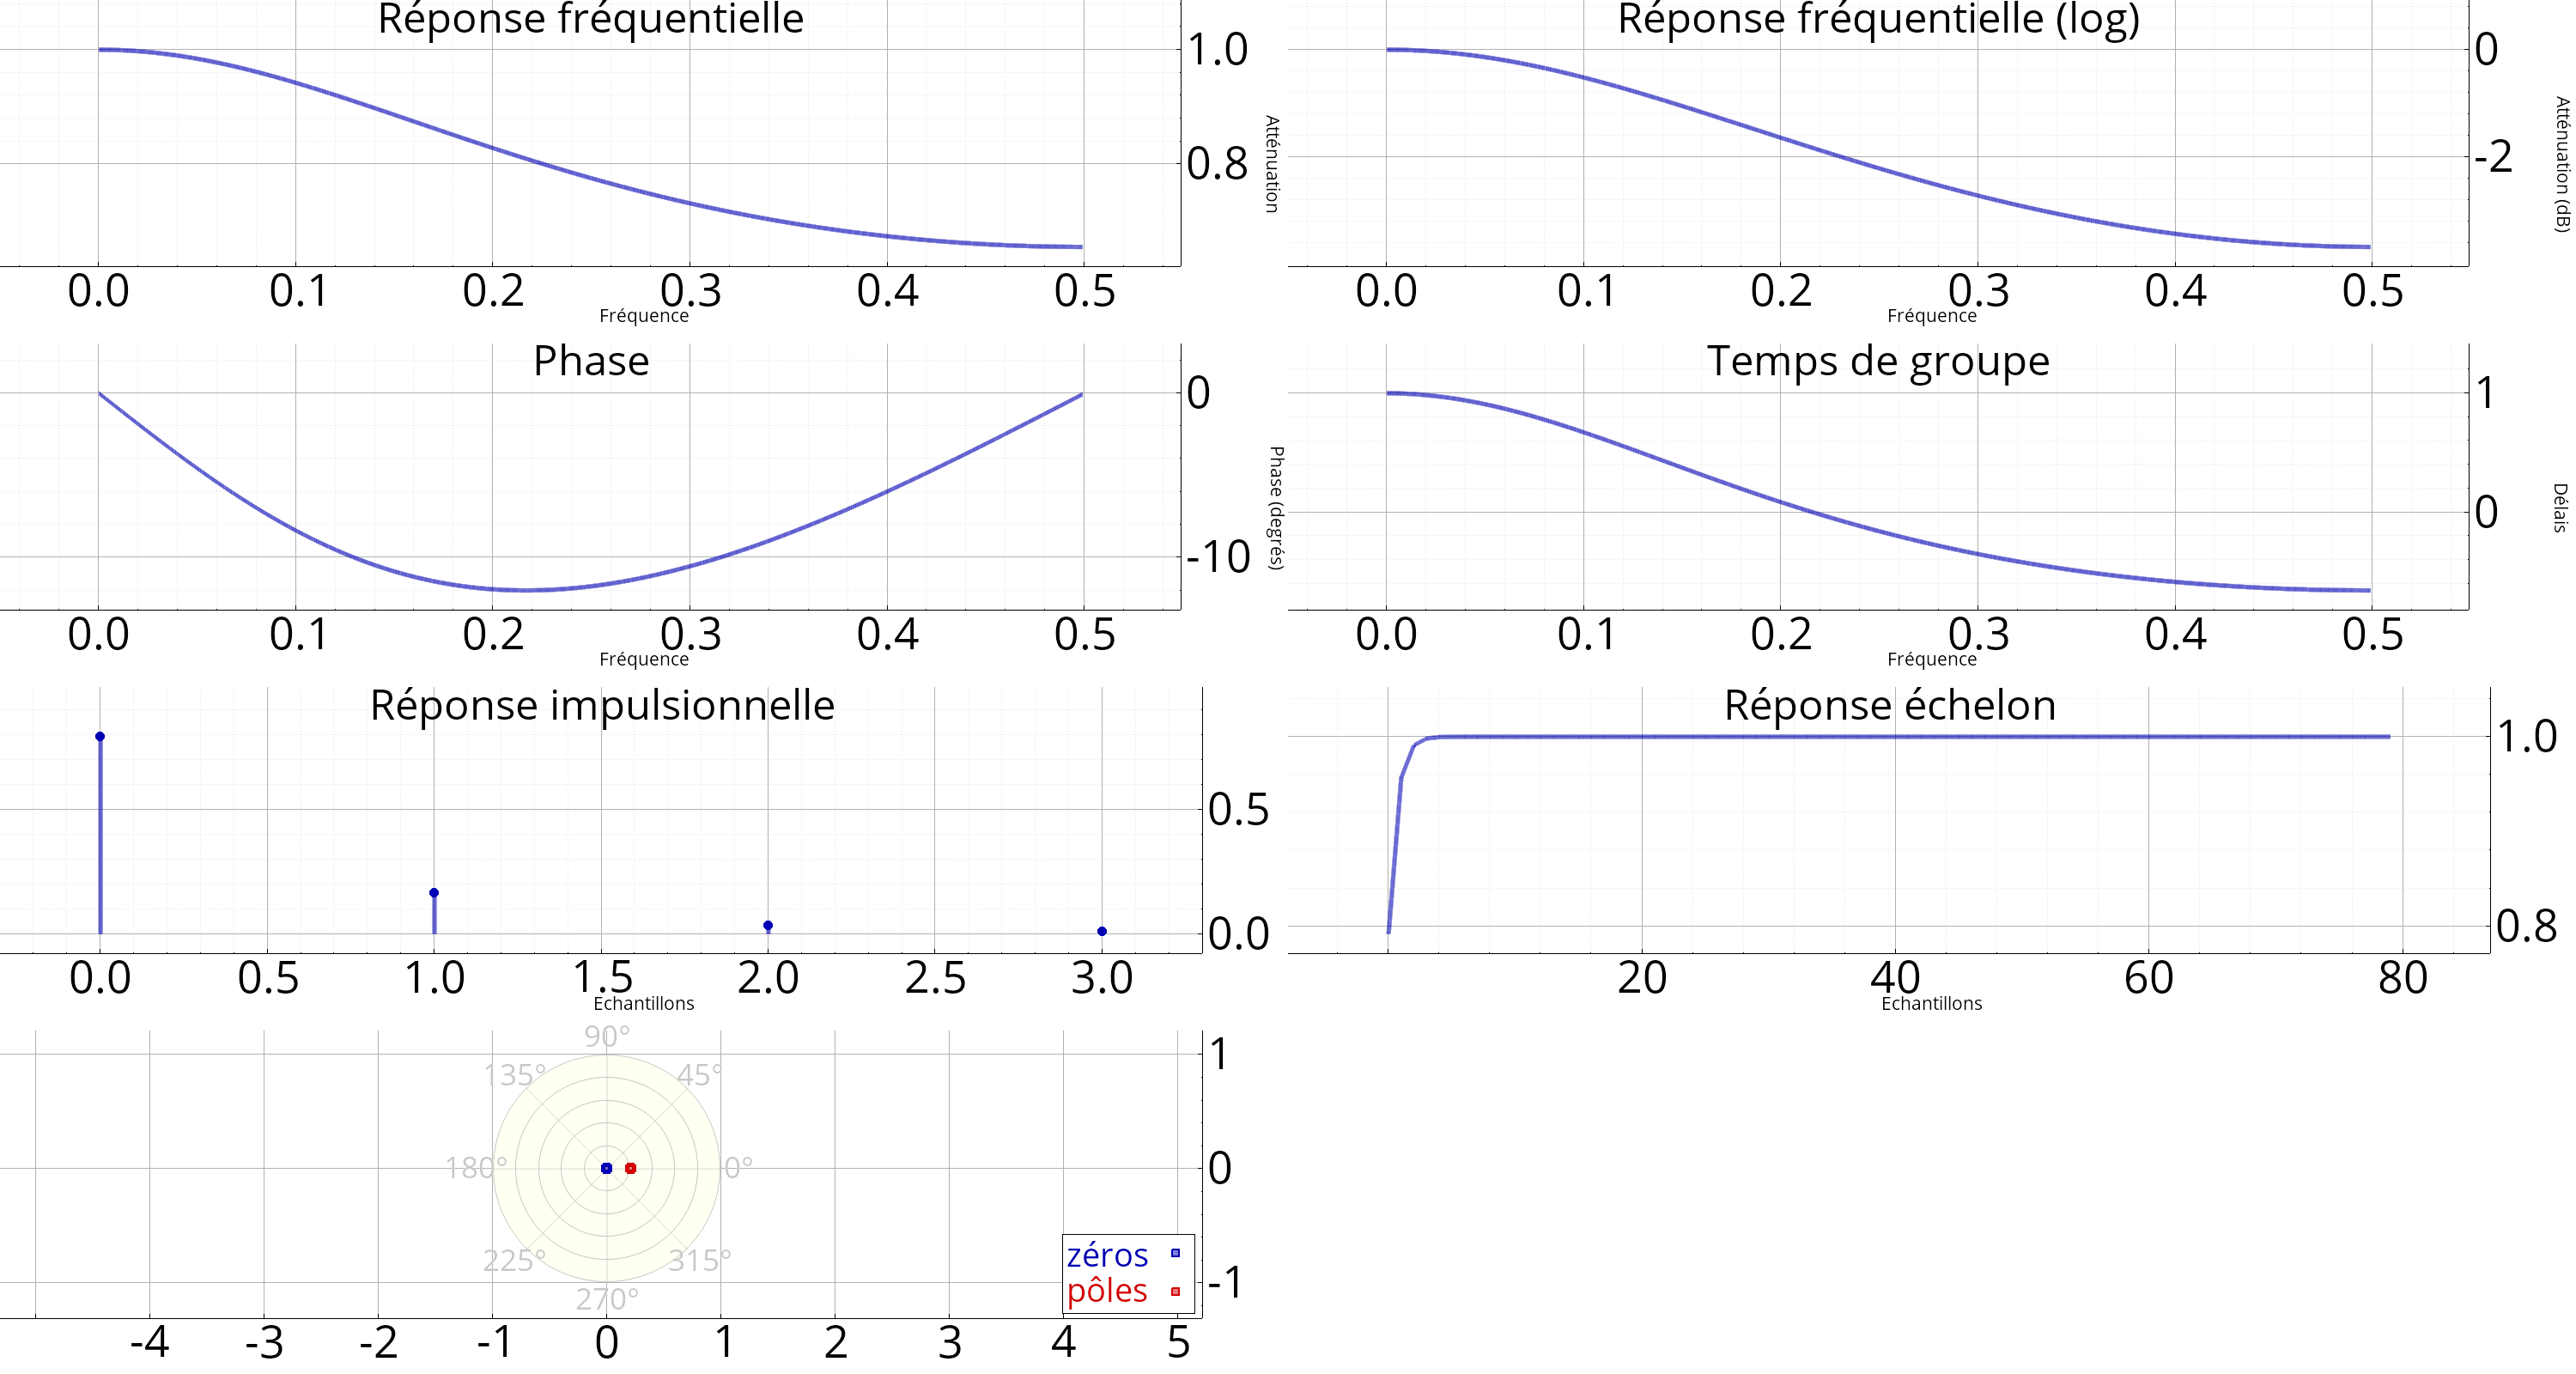 Réponse fréquentielle
1.0
0.8
Atténuation
0.0 0.1 0.2 0.3 0.4 0.5
Fréquence
Réponse fréquentielle (log)
0
-2
Atténuation (dB)
0.0 0.1 0.2 0.3 0.4 0.5
Fréquence
Phase
0
-10
Phase (degrés)
0.0 0.1 0.2 0.3 0.4 0.5
Fréquence
Temps de groupe
1
0
Délais
0.0 0.1 0.2 0.3 0.4 0.5
Fréquence
Réponse impulsionnelle
0.5
0.0
0.0 0.5 1.0 1.5 2.0 2.5 3.0
Echantillons
Réponse échelon
1.0
0.8
20 40 60 80
Echantillons
90°
135° 45°
180° 0°
225° 315°
270°
1
0
-1
zéros
pôles
-4 -3 -2 -1 0 1 2 3 4 5